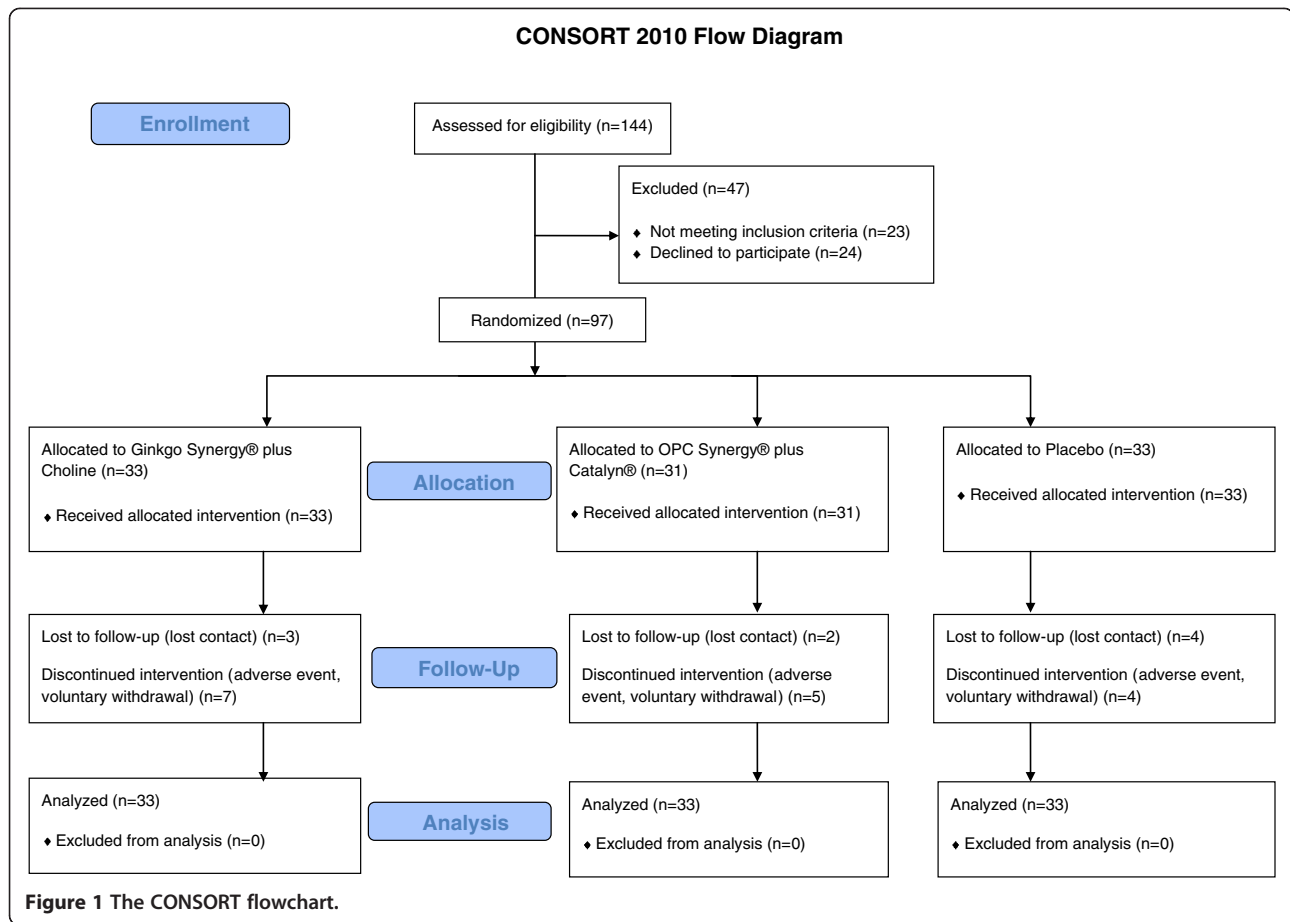 CONSORT 2010 Flow Diagram
Enrollment
Assessed for eligibility (n=144)
Excluded (n=47)
♦ Not meeting inclusion criteria (n=23)
♦ Declined to participate (n=24)
Randomized (n=97)
Allocated to Ginkgo Synergy® plus
Choline (n=33)
♦ Received allocated intervention (n=33)
Allocation
Allocated to OPC Synergy® plus
Catalyn® (n=31)
♦ Received allocated intervention (n=31)
Allocated to Placebo (n=33)
♦ Received allocated intervention (n=33)
Lost to follow-up (lost contact) (n=3)
Discontinued intervention (adverse event,
voluntary withdrawal) (n=7)
Follow-Up
Lost to follow-up (lost contact) (n=2)
Discontinued intervention (adverse
event, voluntary withdrawal) (n=5)
Lost to follow-up (lost contact) (n=4)
Discontinued intervention (adverse event,
voluntary withdrawal) (n=4)
Analyzed (n=33)
♦ Excluded from analysis (n=0)
Analysis
Analyzed (n=33)
♦ Excluded from analysis (n=0)
Analyzed (n=33)
♦ Excluded from analysis (n=0)
Figure 1 The CONSORT flowchart.